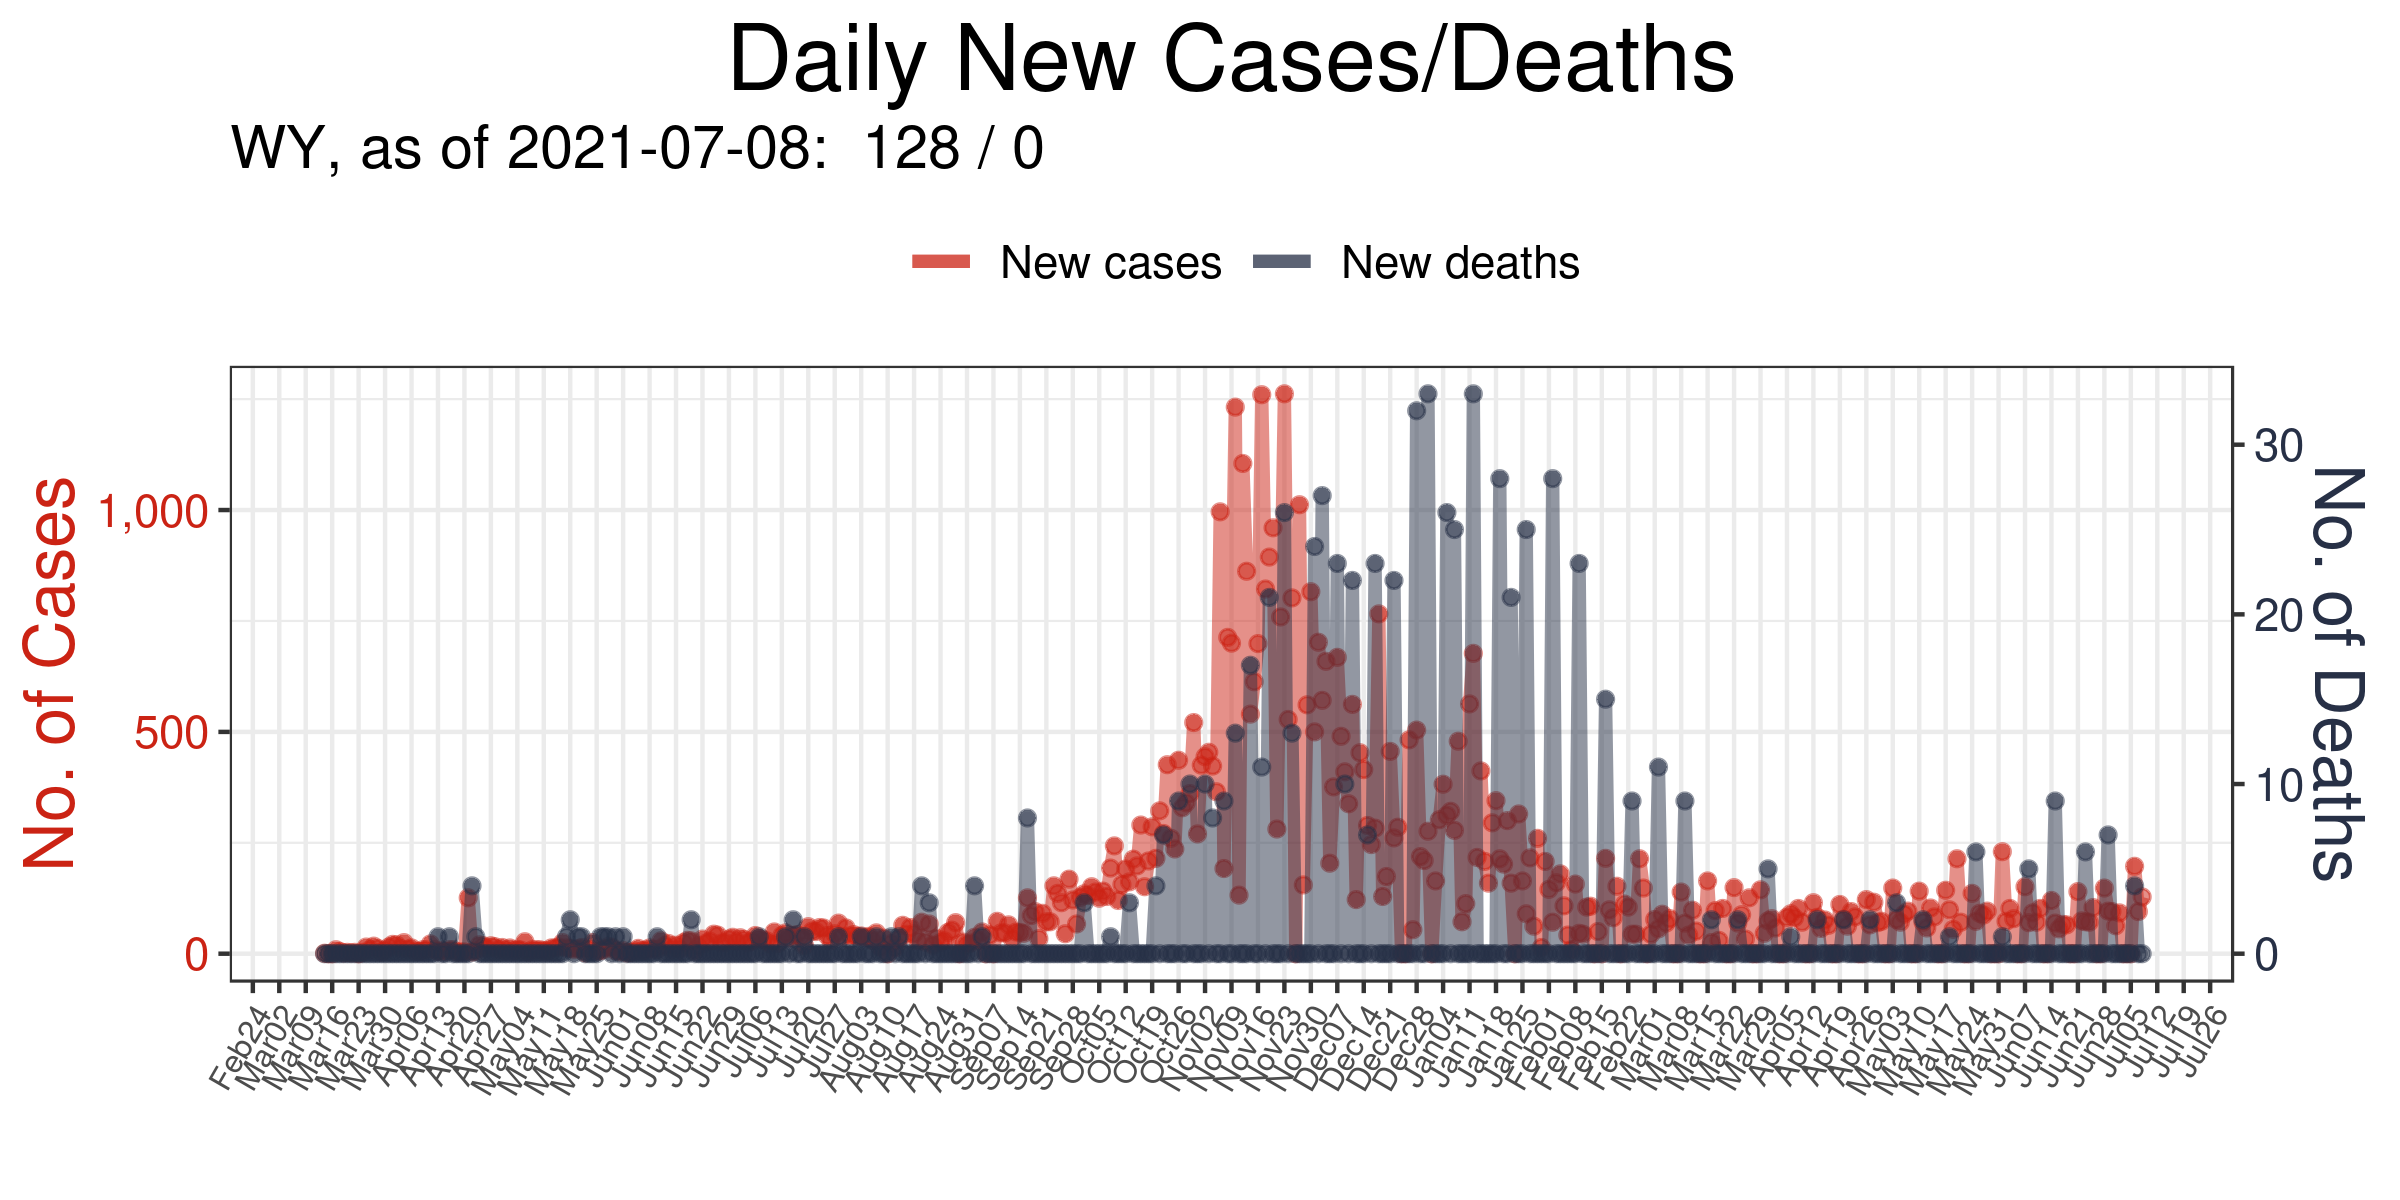 Daily New Cases/Deaths
WY, as of 2021-07-08:  128 / 0
New cases
New deaths
No. of Cases
1,000
500
0
30
20
10
0
No. of Deaths
Feb24
Mar02
Mar09
Mar16
Mar23
Mar30
Apr06
Apr13
Apr20
Apr27
May04
May11
May18
May25
Jun01
Jun08
Jun15
Jun22
Jun29
Jul06
Jul13
Jul20
Jul27
Aug03
Aug10
Aug17
Aug24
Aug31
Sep07
Sep14
Sep21
Sep28
Oct05
Oct12
Oct19
Oct26
Nov02
Nov09
Nov16
Nov23
Nov30
Dec07
Dec14
Dec21
Dec28
Jan04
Jan11
Jan18
Jan25
Feb01
Feb08
Feb15
Feb22
Mar01
Mar08
Mar15
Mar22
Mar29
Apr05
Apr12
Apr19
Apr26
May03
May10
May17
May24
May31
Jun07
Jun14
Jun21
Jun28
Jul05
Jul12
Jul19
Jul26